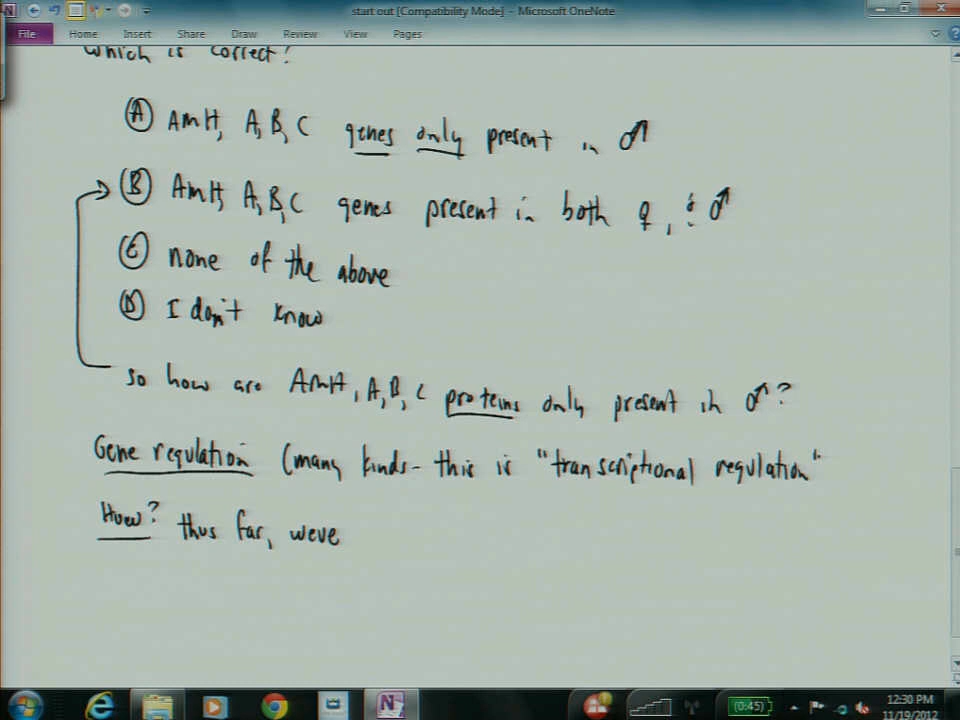 start out [Compatibility Mode] – Microsoft OneNote
File Home Insert Share Draw Review View Pages
which is correct?
Ⓐ AMH, A, B, C genes only present in ♂
Ⓑ AMH, A, B, C genes present in both ♀, & ♂
Ⓒ none of the above
Ⓓ I don't know
so how are AMH, A, B, C proteins only present in ♂?
Gene regulation (many kinds - this is "transcriptional regulation"
How? thus far, weve
(0:45)
12:30 PM
11/19/2012